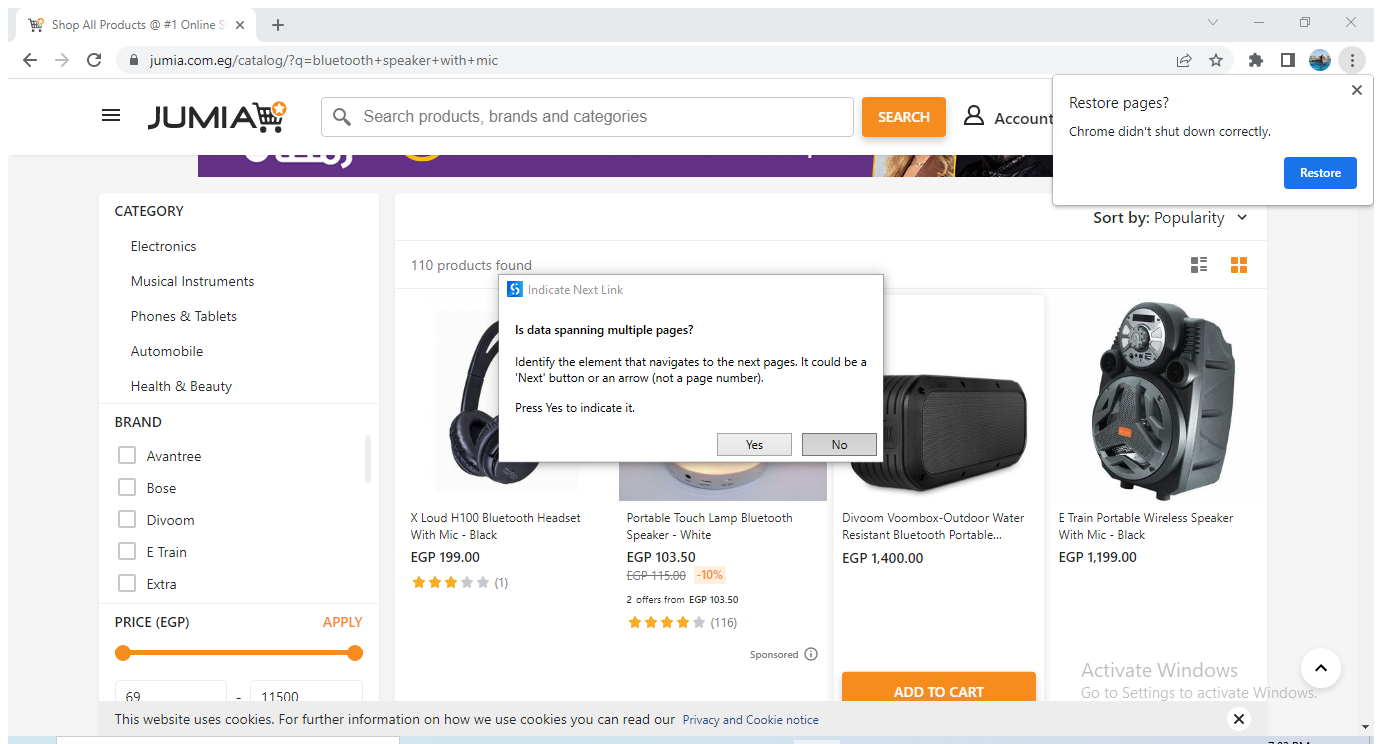 Shop All Products @ #1 Online S
jumia.com.eg/catalog/?q=bluetooth+speaker+with+mic
Restore pages?
Chrome didn't shut down correctly.
Restore
JUMIA
Search products, brands and categories
SEARCH
Account
CATEGORY
Electronics
Musical Instruments
Phones & Tablets
Automobile
Health & Beauty
BRAND
Avantree
Bose
Divoom
E Train
Extra
PRICE (EGP)
APPLY
69 - 11500
Sort by: Popularity
110 products found
Indicate Next Link
Is data spanning multiple pages?
Identify the element that navigates to the next pages. It could be a
'Next' button or an arrow (not a page number).
Press Yes to indicate it.
Yes
No
X Loud H100 Bluetooth Headset
With Mic - Black
EGP 199.00
(1)
Portable Touch Lamp Bluetooth
Speaker - White
EGP 103.50
EGP 115.00 -10%
2 offers from EGP 103.50
(116)
Sponsored
Divoom Voombox-Outdoor Water
Resistant Bluetooth Portable...
EGP 1,400.00
ADD TO CART
E Train Portable Wireless Speaker
With Mic - Black
EGP 1,199.00
Activate Windows
Go to Settings to activate Windows.
This website uses cookies. For further information on how we use cookies you can read our Privacy and Cookie notice